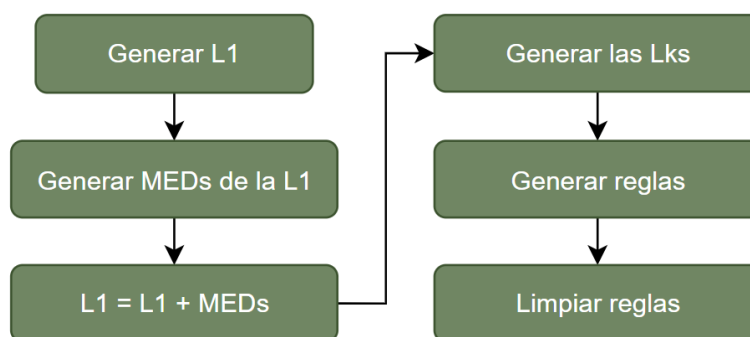 Generar L1
Generar MEDs de la L1
L1 = L1 + MEDs
Generar las Lks
Generar reglas
Limpiar reglas